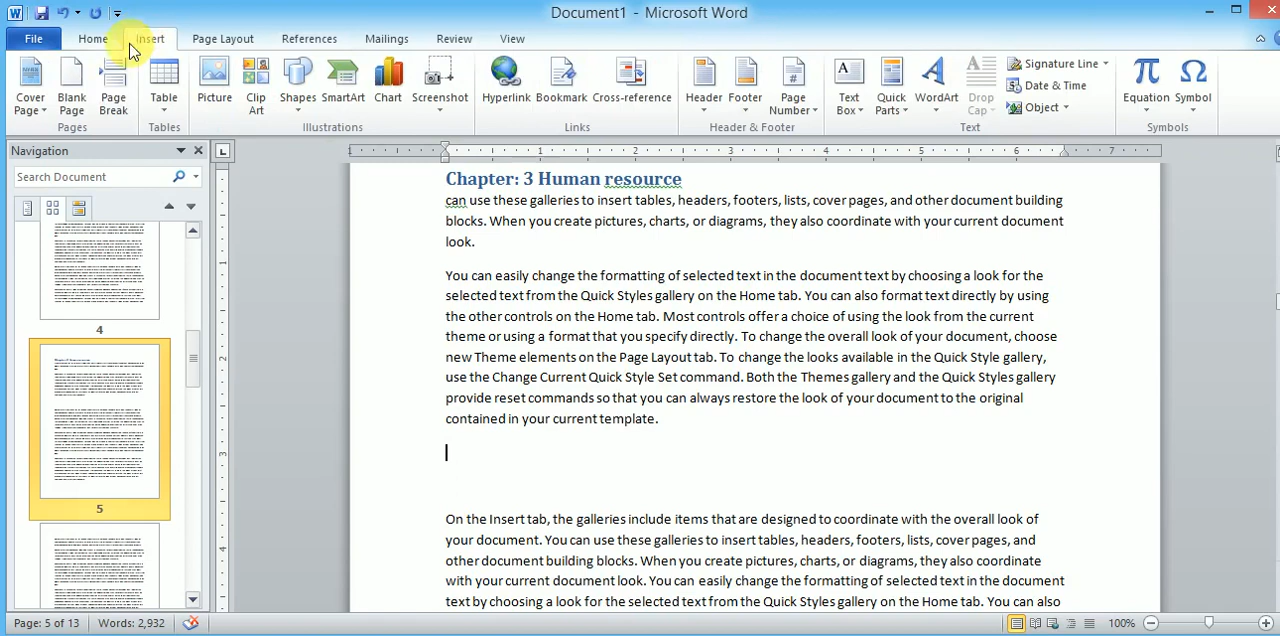 Document1 - Microsoft Word
File Home Insert Page Layout References Mailings Review View
Cover Page Blank Page Page Break Table Picture Clip Art Shapes SmartArt Chart Screenshot Hyperlink Bookmark Cross-reference Header Footer Page Number Text Box Quick Parts WordArt Drop Cap Signature Line Date & Time Object Equation Symbol
Pages Tables Illustrations Links Header & Footer Text Symbols
Navigation
Search Document
4
5
1 1 2 3 4 5 6 7
1
2
3
4
Chapter: 3 Human resource
can use these galleries to insert tables, headers, footers, lists, cover pages, and other document building
blocks. When you create pictures, charts, or diagrams, they also coordinate with your current document
look.
You can easily change the formatting of selected text in the document text by choosing a look for the
selected text from the Quick Styles gallery on the Home tab. You can also format text directly by using
the other controls on the Home tab. Most controls offer a choice of using the look from the current
theme or using a format that you specify directly. To change the overall look of your document, choose
new Theme elements on the Page Layout tab. To change the looks available in the Quick Style gallery,
use the Change Current Quick Style Set command. Both the Themes gallery and the Quick Styles gallery
provide reset commands so that you can always restore the look of your document to the original
contained in your current template.
On the Insert tab, the galleries include items that are designed to coordinate with the overall look of
your document. You can use these galleries to insert tables, headers, footers, lists, cover pages, and
other document building blocks. When you create pictures, charts, or diagrams, they also coordinate
with your current document look. You can easily change the formatting of selected text in the document
text by choosing a look for the selected text from the Quick Styles gallery on the Home tab. You can also
Page: 5 of 13 Words: 2,932 100%